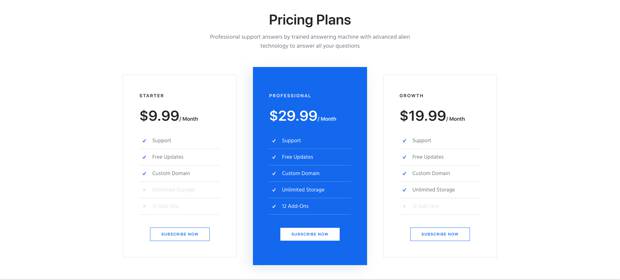 Pricing Plans
Professional support answers by trained answering machine with advanced alien
technology to answer all your questions
STARTER
$9.99/ Month
Support
Free Updates
Custom Domain
Unlimited Storage
12 Add-Ons
SUBSCRIBE NOW
PROFESSIONAL
$29.99/ Month
Support
Free Updates
Custom Domain
Unlimited Storage
12 Add-Ons
SUBSCRIBE NOW
GROWTH
$19.99/ Month
Support
Free Updates
Custom Domain
Unlimited Storage
12 Add-Ons
SUBSCRIBE NOW